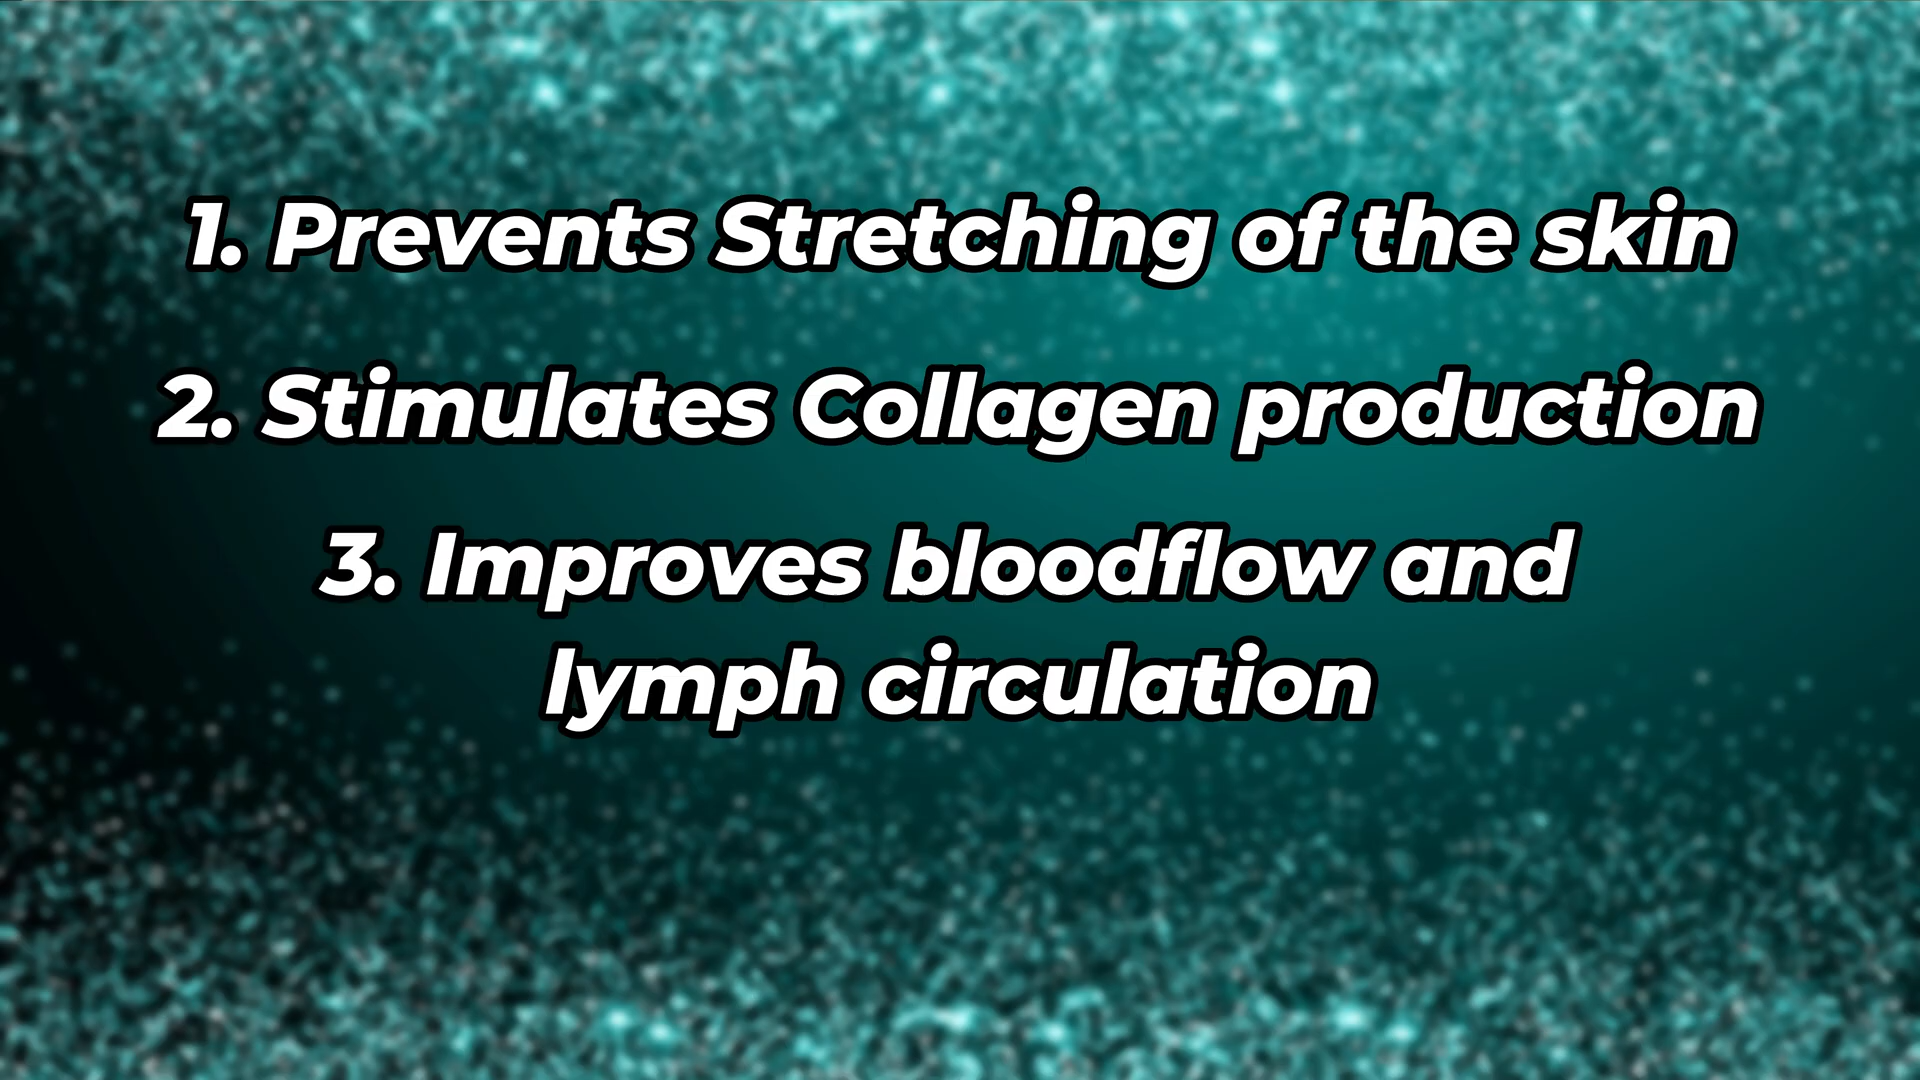 1. Prevents Stretching of the skin
2. Stimulates Collagen production
3. Improves bloodflow and
lymph circulation